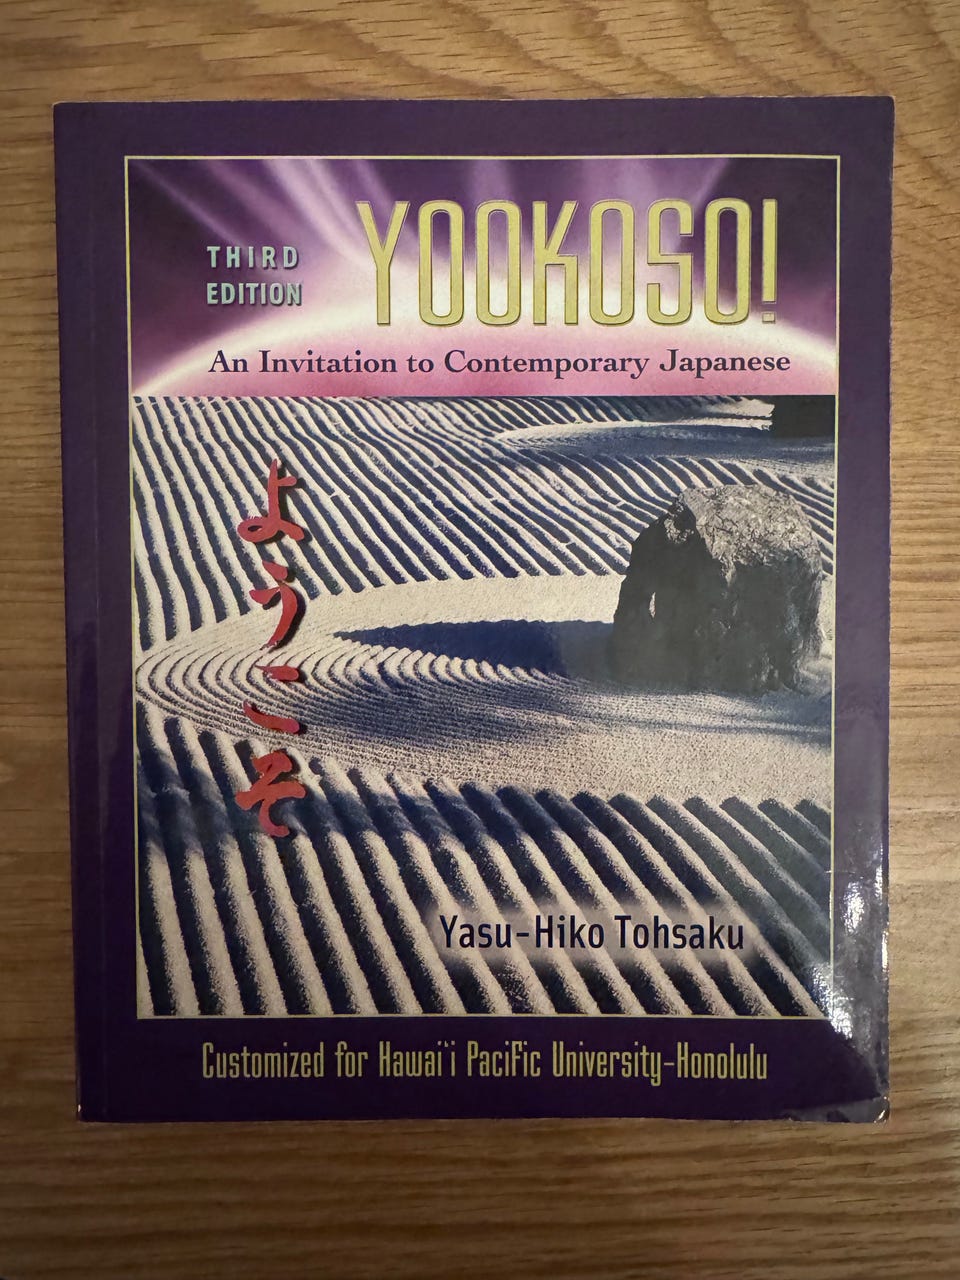 THIRD
EDITION
YOOKOSO!
An Invitation to Contemporary Japanese
ようこそ
Yasu-Hiko Tohsaku
Customized for Hawai'i Pacific University-Honolulu